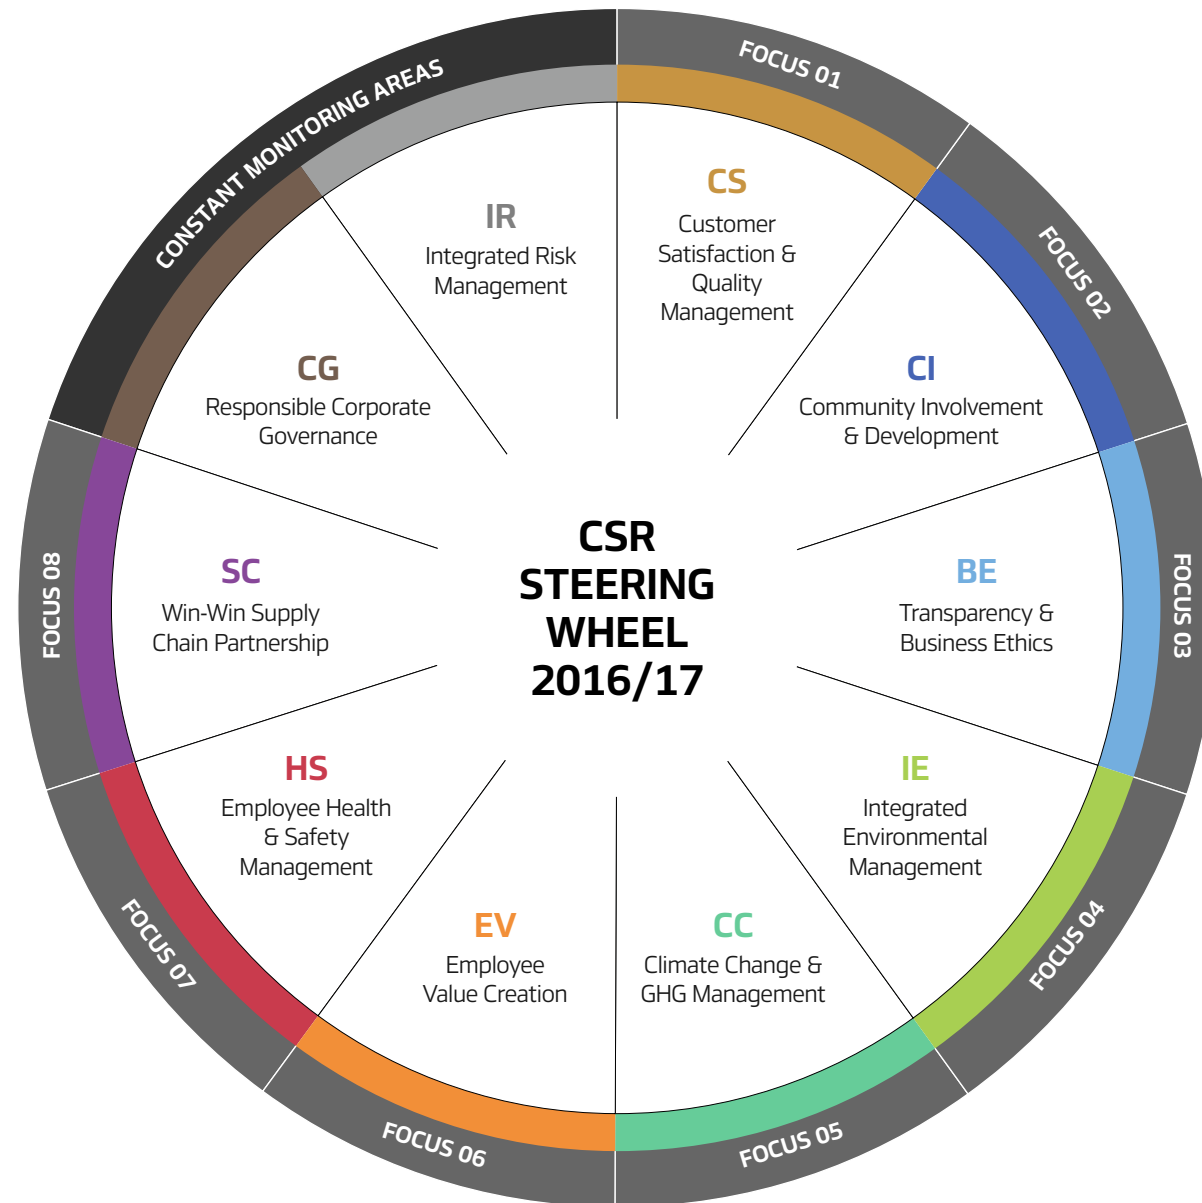 CONSTANT MONITORING AREAS
FOCUS 01
FOCUS 02
FOCUS 03
FOCUS 04
FOCUS 05
FOCUS 06
FOCUS 07
FOCUS 08
CS
Customer
Satisfaction &
Quality
Management
CI
Community Involvement
& Development
BE
Transparency &
Business Ethics
IE
Integrated
Environmental
Management
CC
Climate Change &
GHG Management
EV
Employee
Value Creation
HS
Employee Health
& Safety
Management
SC
Win-Win Supply
Chain Partnership
CG
Responsible Corporate
Governance
IR
Integrated Risk
Management
CSR
STEERING
WHEEL
2016/17